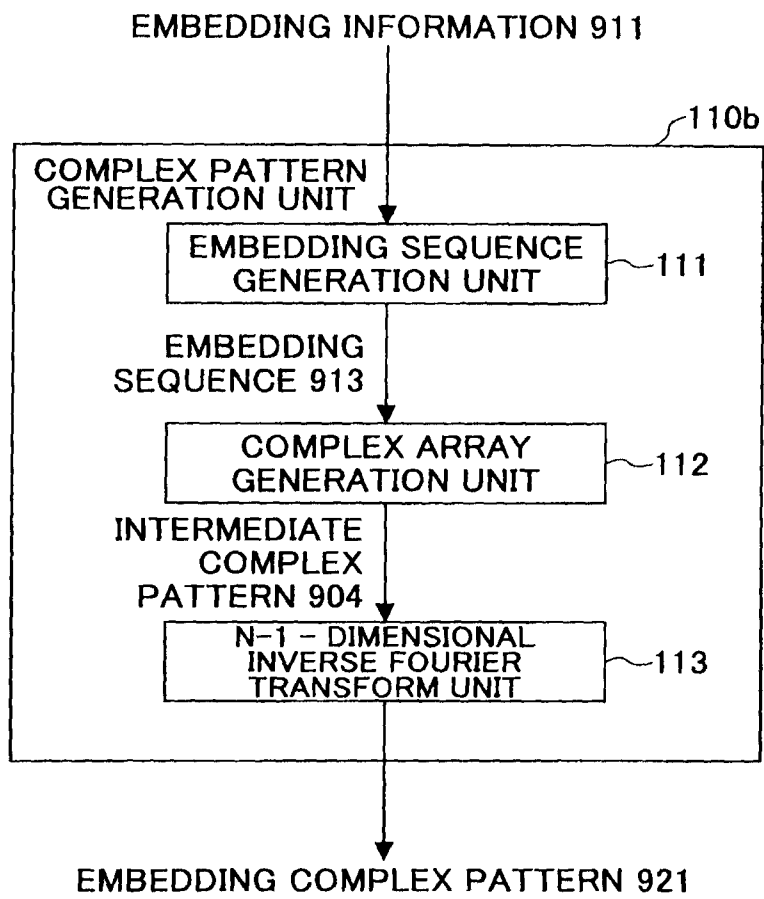 EMBEDDING INFORMATION 911
110b
COMPLEX PATTERN
GENERATION UNIT
EMBEDDING SEQUENCE
GENERATION UNIT
111
EMBEDDING
SEQUENCE 913
COMPLEX ARRAY
GENERATION UNIT
112
INTERMEDIATE
COMPLEX
PATTERN 904
N-1 - DIMENSIONAL
INVERSE FOURIER
TRANSFORM UNIT
113
EMBEDDING COMPLEX PATTERN 921